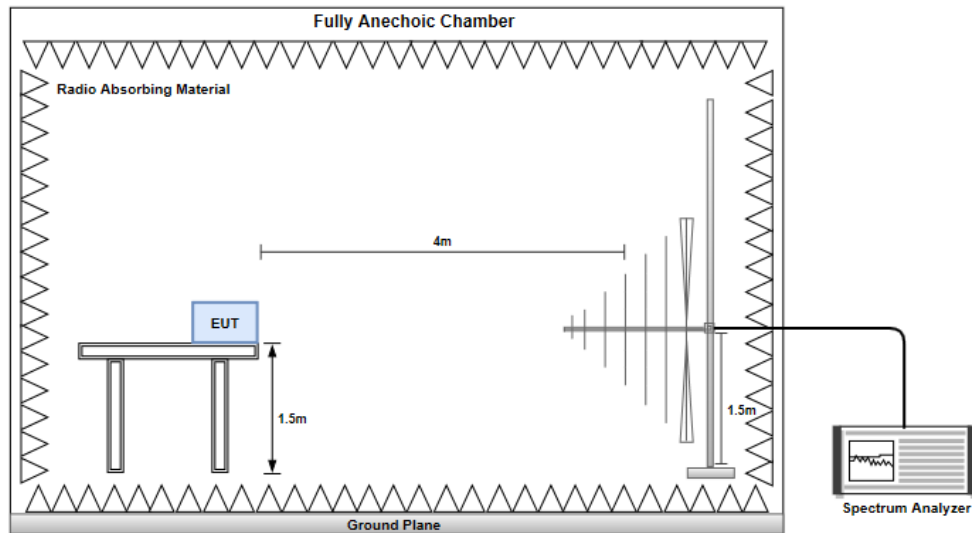 Fully Anechoic Chamber
Radio Absorbing Material
4m
EUT
1.5m
1.5m
Spectrum Analyzer
Ground Plane